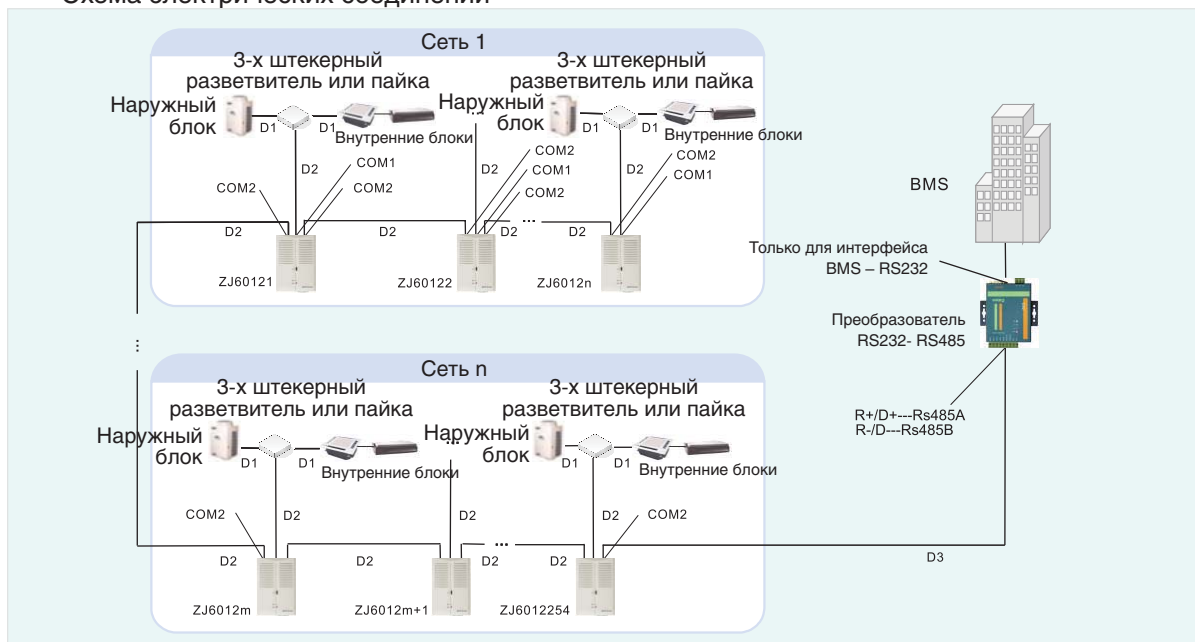 Схема электрических соединений
Сеть 1
3-х штекерный
разветвитель или пайка
3-х штекерный
разветвитель или пайка
Наружный
блок
D1
D1
Внутренние блоки
...
Наружный
блок
D1
D1
Внутренние блоки
D2
COM1
COM2
COM2
D2
COM2
COM1
COM2
D2
COM2
COM1
D2
D2
D2
...
D2
ZJ60121
ZJ60122
ZJ6012n
BMS
Только для интерфейса
BMS – RS232
Преобразователь
RS232- RS485
R+/D+---Rs485A
R-/D---Rs485B
...
Сеть n
3-х штекерный
разветвитель или пайка
3-х штекерный
разветвитель или пайка
Наружный
блок
D1
D1
Внутренние блоки
...
Наружный
блок
D1
D1
Внутренние блоки
COM2
D2
D2
D2
COM2
D2
D2
D2
...
D2
D3
ZJ6012m
ZJ6012m+1
ZJ6012254